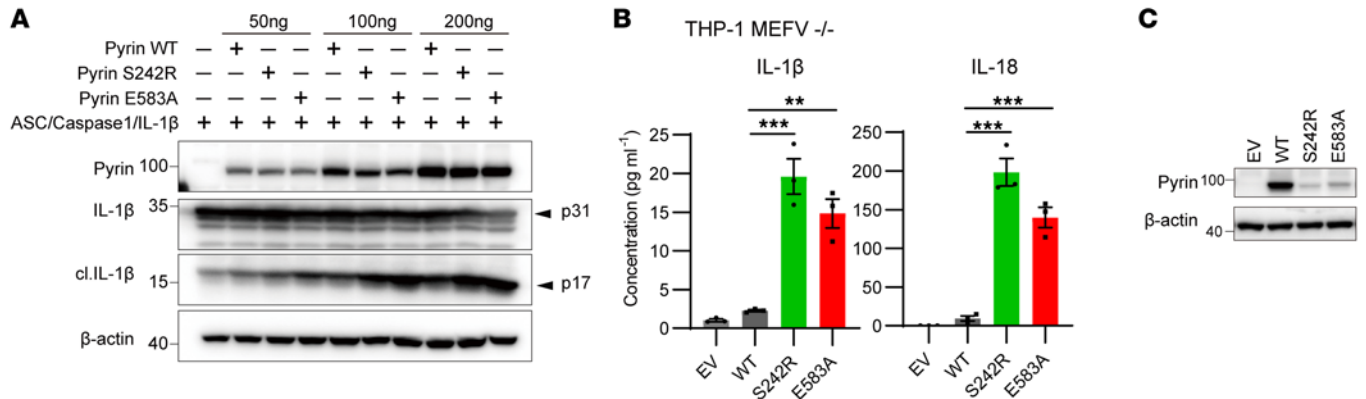 A
50ng 100ng 200ng
Pyrin WT – + – – + – – + – –
Pyrin S242R – – + – – + – – + –
Pyrin E583A – – – + – – + – – +
ASC/Caspase1/IL-1β + + + + + + + + + +
Pyrin 100
IL-1β 35 p31
cl.IL-1β 15 p17
β-actin 40
B
THP-1 MEFV -/-
IL-1β
**
***
Concentration (pg ml⁻¹)
25
20
15
10
5
0
EV WT S242R E583A
IL-18
***
***
250
200
150
100
50
0
EV WT S242R E583A
C
EV WT S242R E583A
Pyrin 100
β-actin 40